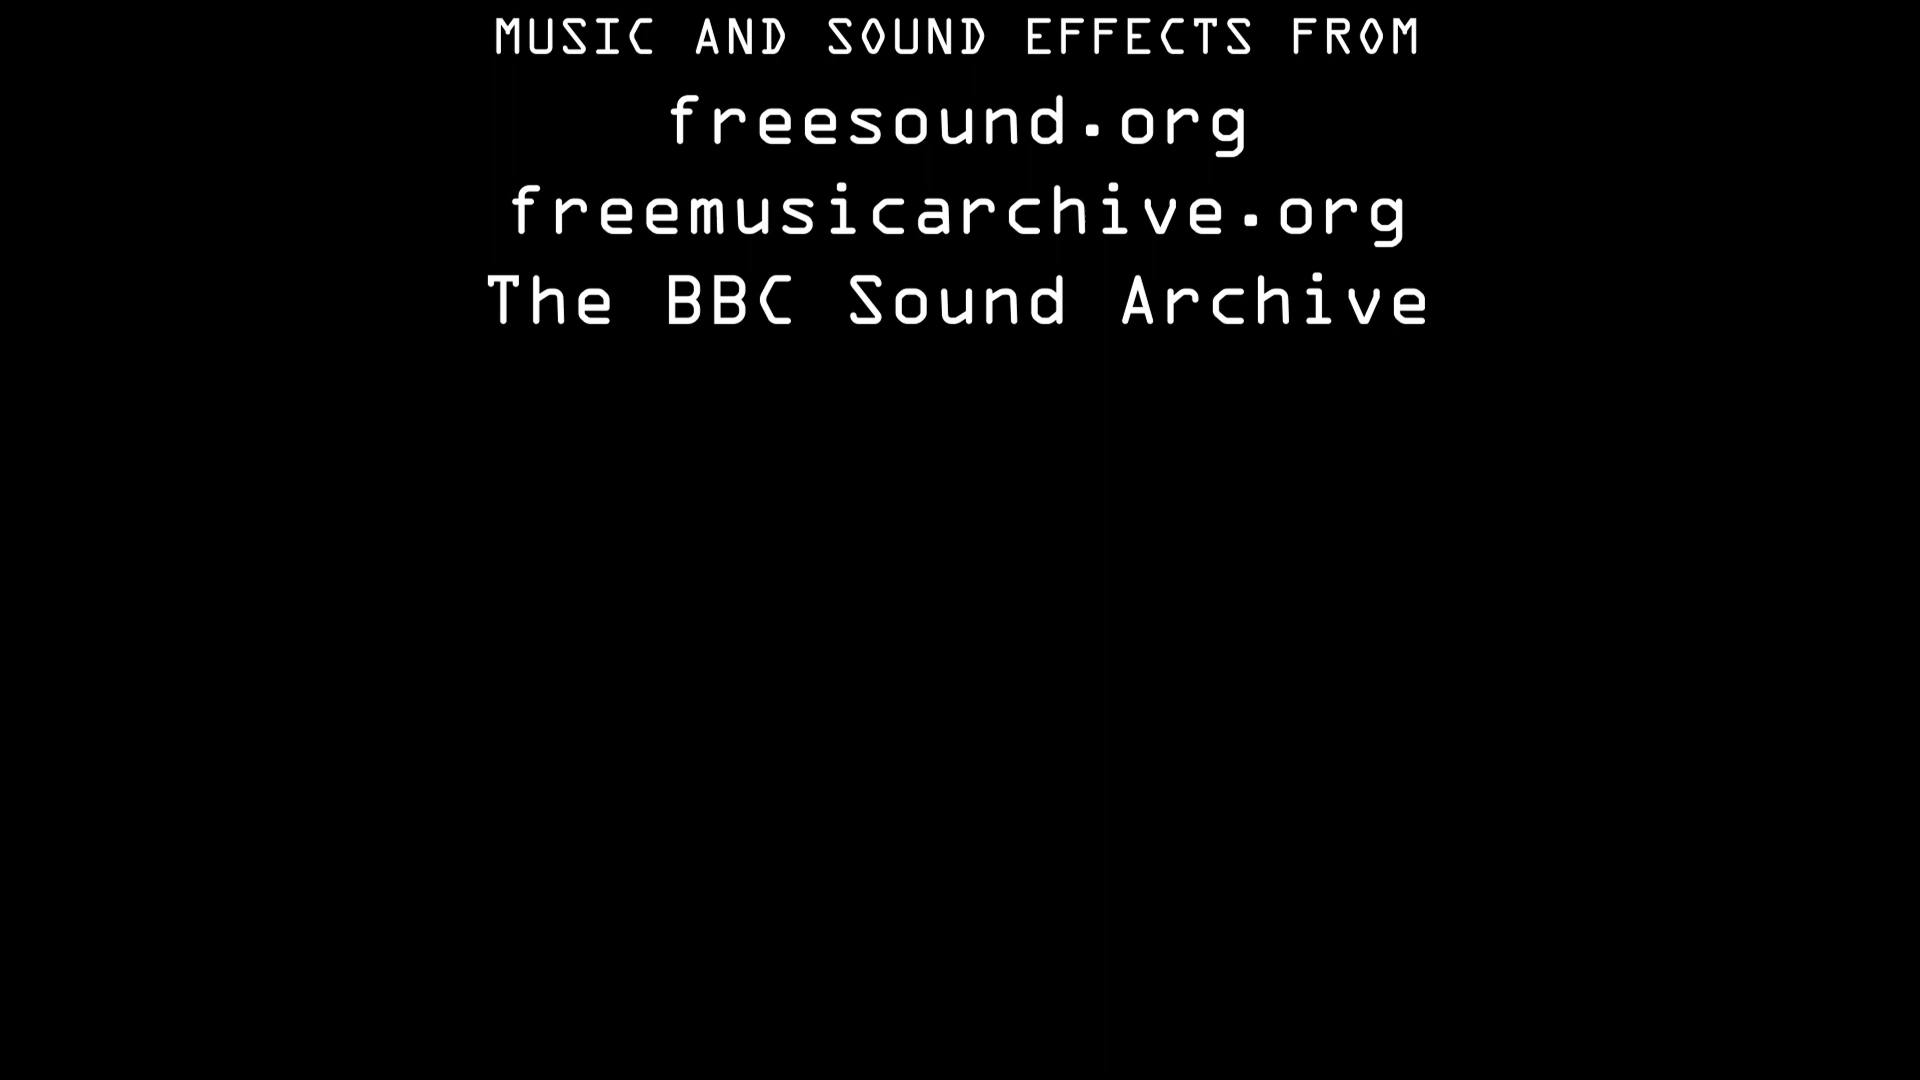 MUSIC AND SOUND EFFECTS FROM
freesound.org
freemusicarchive.org
The BBC Sound Archive